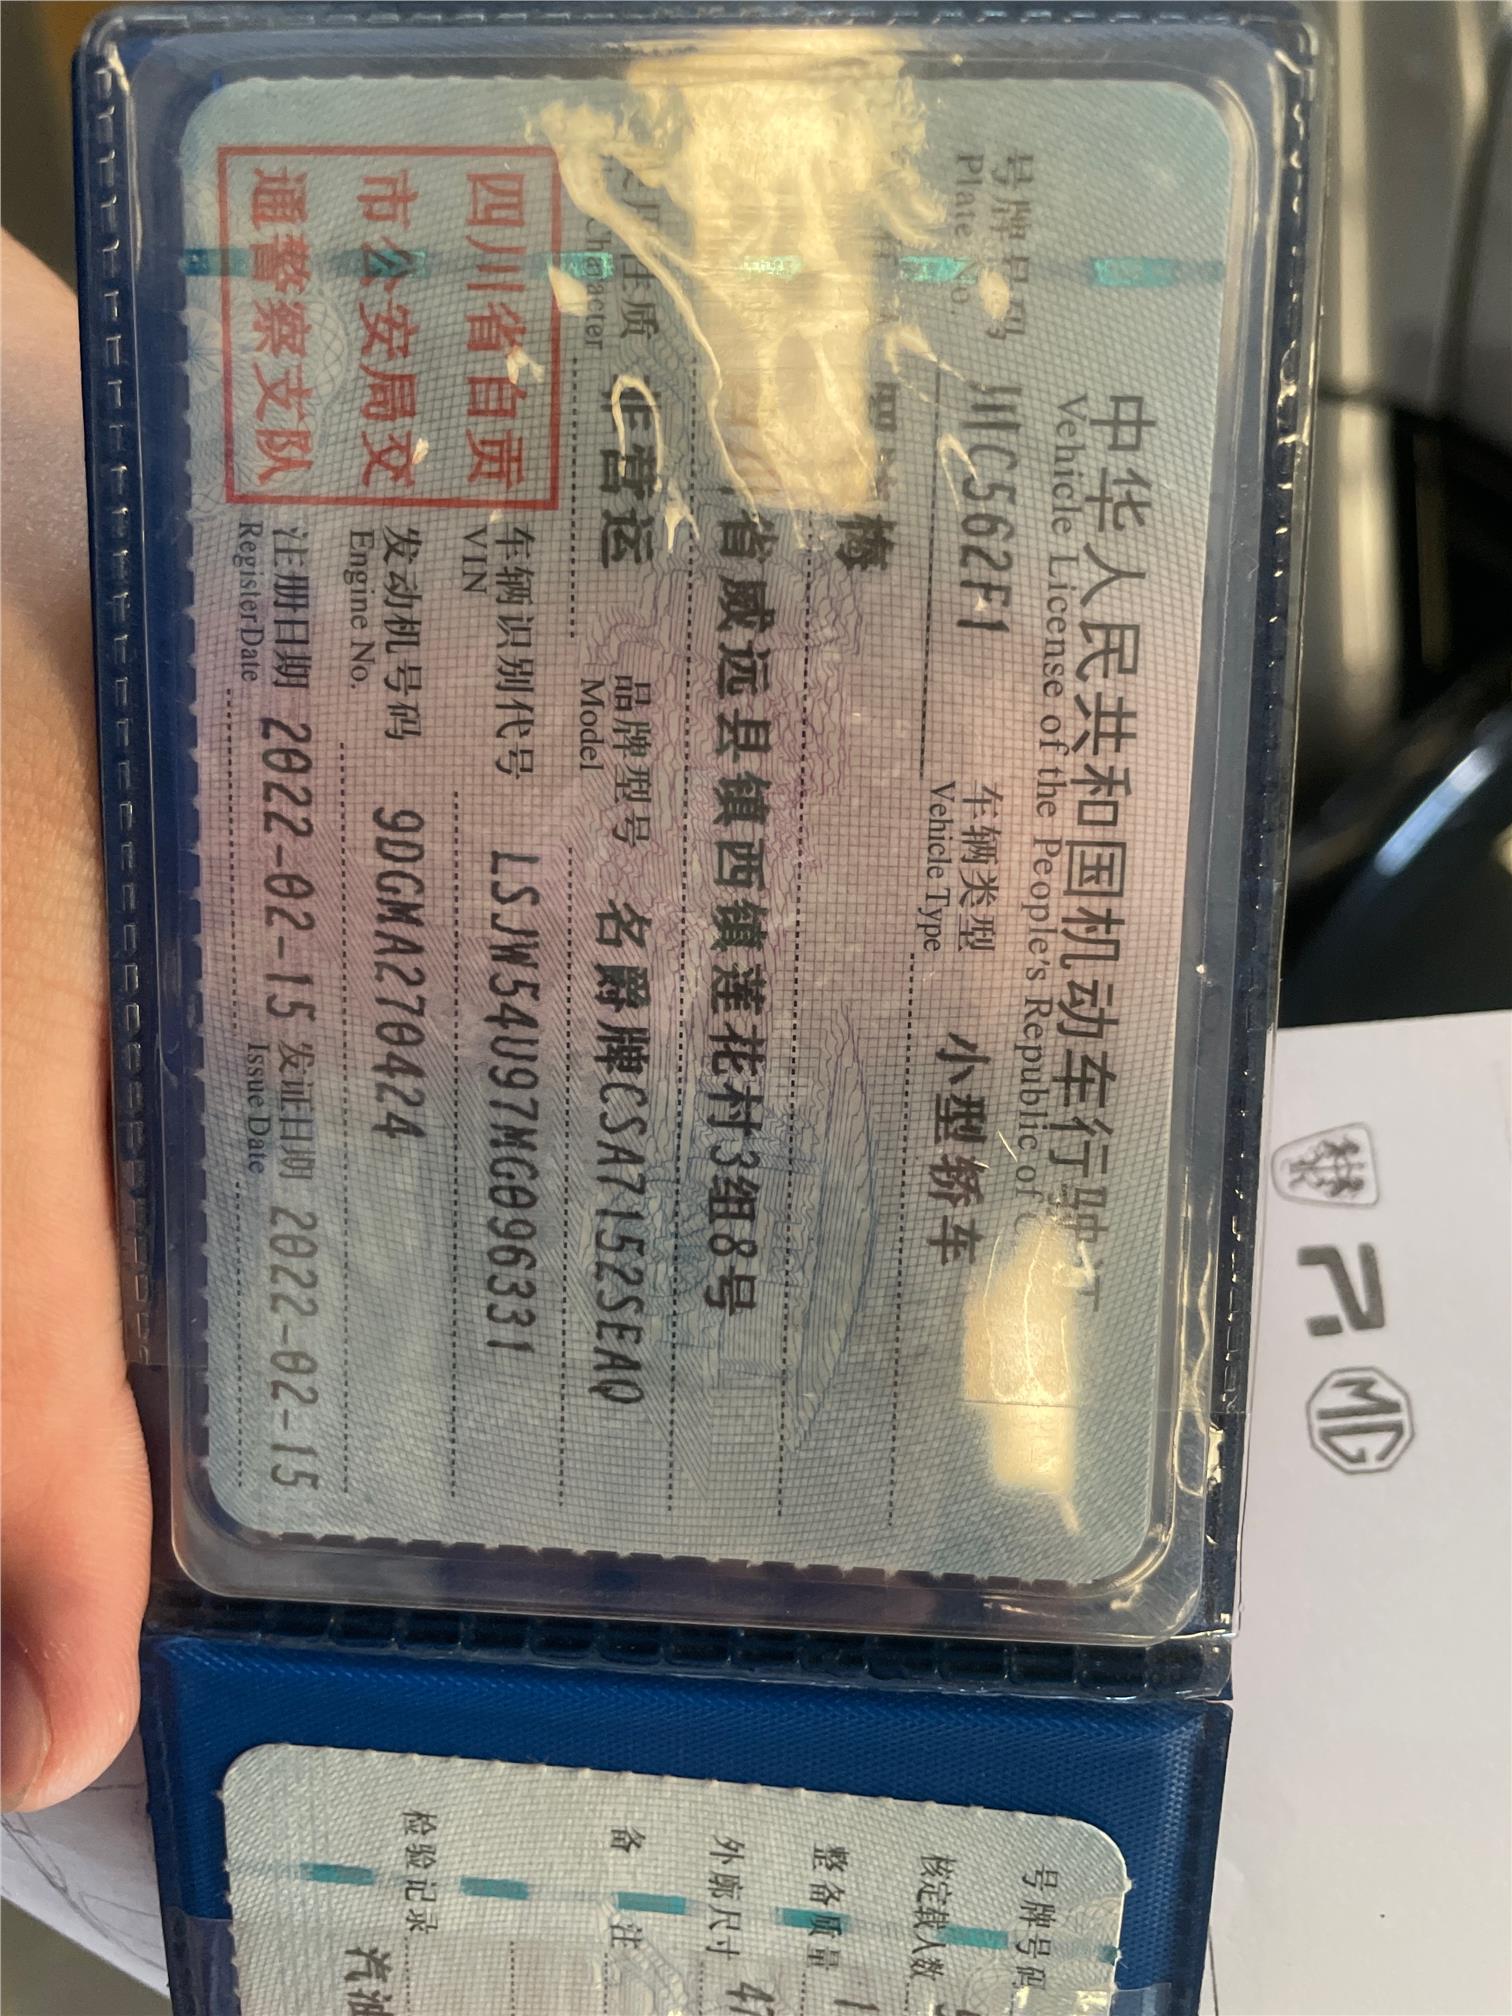 中华人民共和国机动车行驶证
Vehicle License of the People's Republic of
号牌号码 川C562F1 车辆类型 小型轿车
Plate No. Vehicle Type
梅
省威远县镇西镇莲花村3组8号
性质 非营运 品牌型号 名爵牌CSA7152SEAQ
Character Model
四川省自贡
市公安局交
通警察支队
车辆识别代号 LSJW54U97MG096331
VIN
发动机号码 9DGMA270424
Engine No.
注册日期 2022-02-15 发证日期 2022-02-15
Register Date Issue Date
MG
号牌号码
核定载人数
整备质量 1
外廓尺寸 47
备注
检验记录 汽油